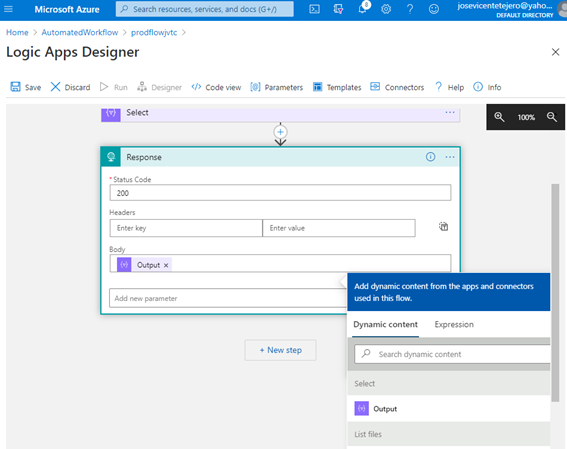 Microsoft Azure
Search resources, services, and docs (G+/)
8
josevicentetejero@yaho...
DEFAULT DIRECTORY
Home > AutomatedWorkflow > prodflowjvtc >
Logic Apps Designer
Save Discard Run Designer Code view Parameters Templates Connectors Help Info
Select
100%
Response
* Status Code
200
Headers
Enter key Enter value
Body
Output ×
Add new parameter
Add dynamic content from the apps and connectors
used in this flow.
Dynamic content Expression
Search dynamic content
+ New step
Select
Output
List files